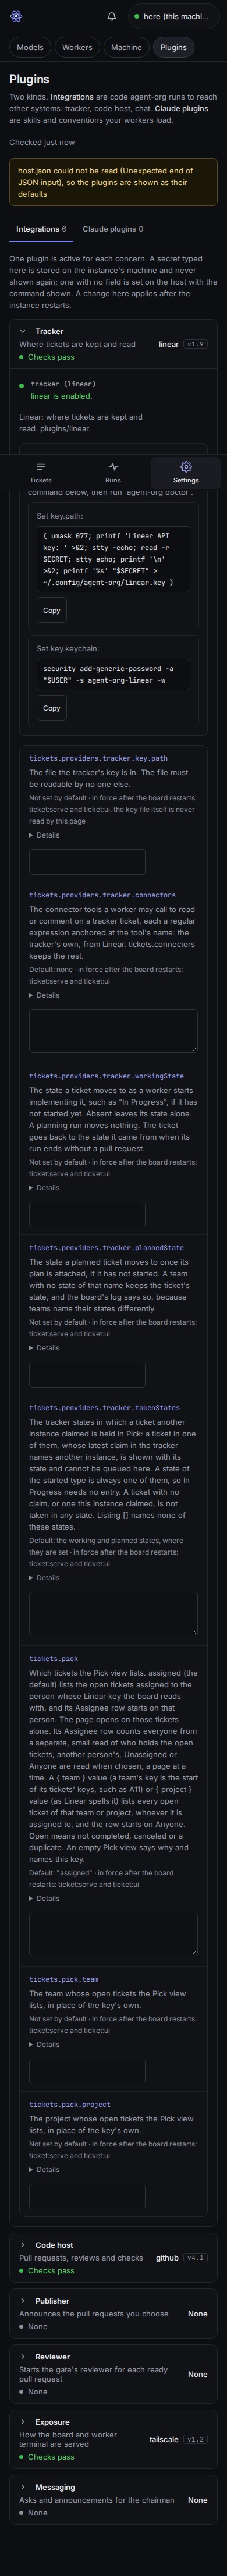 here (this machi...
Models
Workers
Machine
Plugins
Plugins
Two kinds. Integrations are code agent-org runs to reach
other systems: tracker, code host, chat. Claude plugins
are skills and conventions your workers load.
Checked just now
host.json could not be read (Unexpected end of
JSON input), so the plugins are shown as their
defaults
Integrations 6
Claude plugins 0
One plugin is active for each concern. A secret typed
here is stored on the instance's machine and never
shown again; one with no field is set on the host with the
command shown. A change here applies after the
instance restarts.
Tracker
Where tickets are kept and read
linear v1.9
Checks pass
tracker (linear)
linear is enabled.
Linear: where tickets are kept and
read. plugins/linear.
Tickets
Runs
Settings
command below, then run `agent-org doctor`.
Set key.path:
( umask 077; printf 'Linear API
key: ' >&2; stty -echo; read -r
SECRET; stty echo; printf '\n'
>&2; printf '%s' "$SECRET" >
~/.config/agent-org/linear.key )
Copy
Set key.keychain:
security add-generic-password -a
"$USER" -s agent-org-linear -w
Copy
tickets.providers.tracker.key.path
The file the tracker's key is in. The file must
be readable by no one else.
Not set by default · in force after the board restarts:
ticket:serve and ticket:ui. the key file itself is never
read by this page
Details
tickets.providers.tracker.connectors
The connector tools a worker may call to read
or comment on a tracker ticket, each a regular
expression anchored at the tool's name: the
tracker's own, from Linear. tickets.connectors
keeps the rest.
Default: none · in force after the board restarts:
ticket:serve and ticket:ui
Details
tickets.providers.tracker.workingState
The state a ticket moves to as a worker starts
implementing it, such as "In Progress", if it has
not started yet. Absent leaves its state alone.
A planning run moves nothing. The ticket
goes back to the state it came from when its
run ends without a pull request.
Not set by default · in force after the board restarts:
ticket:serve and ticket:ui
Details
tickets.providers.tracker.plannedState
The state a planned ticket moves to once its
plan is attached, if it has not started. A team
with no state of that name keeps the ticket's
state, and the board's log says so, because
teams name their states differently.
Not set by default · in force after the board restarts:
ticket:serve and ticket:ui
Details
tickets.providers.tracker.takenStates
The tracker states in which a ticket another
instance claimed is held in Pick: a ticket in one
of them, whose latest claim in the tracker
names another instance, is shown with its
state and cannot be queued here. A state of
the started type is always one of them, so In
Progress needs no entry. A ticket with no
claim, or one this instance claimed, is not
taken in any state. Listing [] names none of
these states.
Default: the working and planned states, where
they are set · in force after the board restarts:
ticket:serve and ticket:ui
Details
tickets.pick
Which tickets the Pick view lists. assigned (the
default) lists the open tickets assigned to the
person whose Linear key the board reads
with, and its Assignee row starts on that
person. The page opens on those tickets
alone. Its Assignee row counts everyone from
a separate, small read of who holds the open
tickets; another person's, Unassigned or
Anyone are read when chosen, a page at a
time. A { team } value (a team's key is the start
of its tickets' keys, such as A11) or { project }
value (as Linear spells it) lists every open
ticket of that team or project, whoever it is
assigned to, and the row starts on Anyone.
Open means not completed, canceled or a
duplicate. An empty Pick view says why and
names this key.
Default: "assigned" · in force after the board
restarts: ticket:serve and ticket:ui
Details
tickets.pick.team
The team whose open tickets the Pick view
lists, in place of the key's own.
Not set by default · in force after the board restarts:
ticket:serve and ticket:ui
Details
tickets.pick.project
The project whose open tickets the Pick view
lists, in place of the key's own.
Not set by default · in force after the board restarts:
ticket:serve and ticket:ui
Details
Code host
Pull requests, reviews and checks
github v4.1
Checks pass
Publisher
Announces the pull requests you choose
None
None
Reviewer
Starts the gate's reviewer for each ready
pull request
None
None
Exposure
How the board and worker
terminal are served
tailscale v1.2
Checks pass
Messaging
Asks and announcements for the chairman
None
None